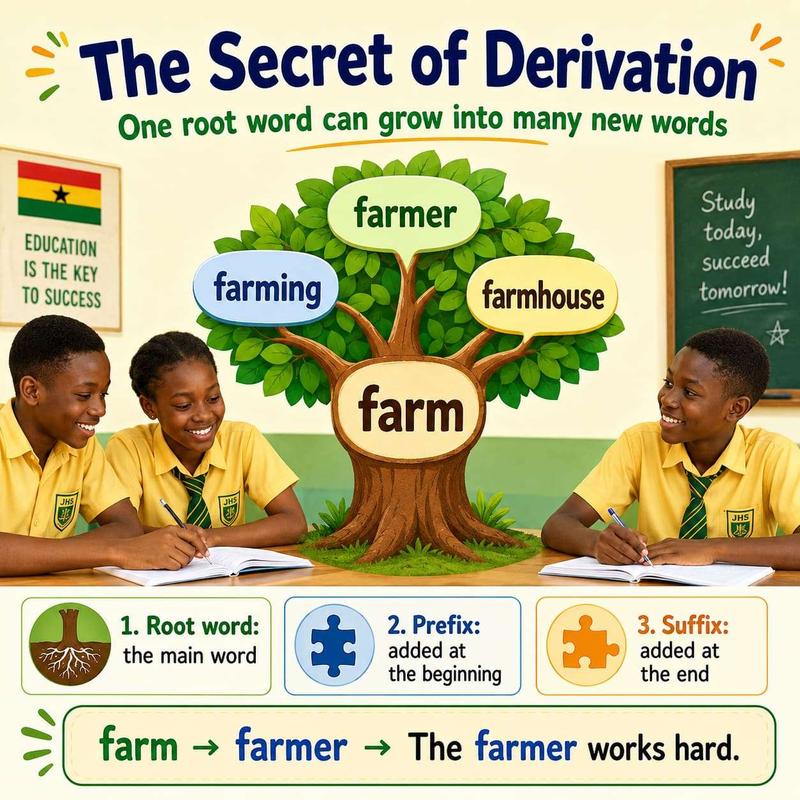 The Secret of Derivation
One root word can grow into many new words
EDUCATION
IS THE KEY
TO SUCCESS
Study
today,
succeed
tomorrow!
farmer
farming
farmhouse
farm
JHS
JHS
JHS
1. Root word:
the main word
2. Prefix:
added at
the beginning
3. Suffix:
added at
the end
farm → farmer → The farmer works hard.